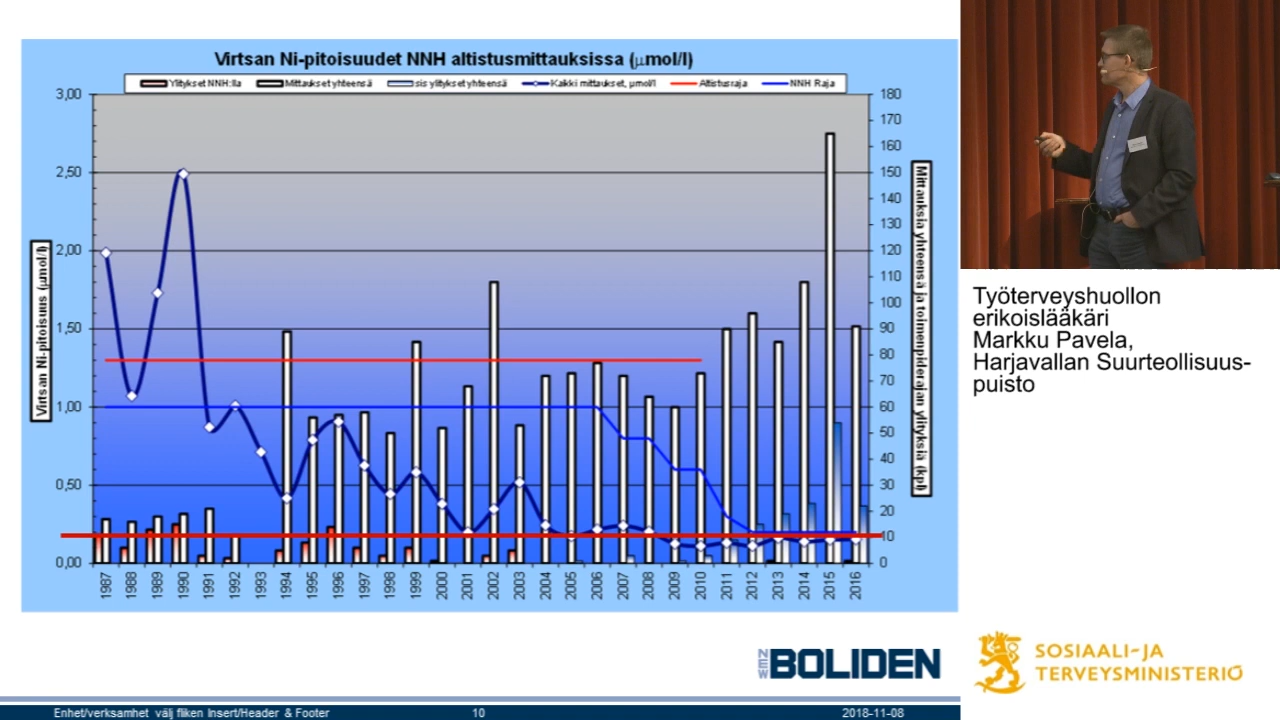 Virtsan Ni-pitoisuudet NNH altistusmittauksissa (µmol/l)
Ylitykset NNH:lla Mittaukset yhteensä sis ylitykset yhteensä Kaikki mittaukset, µmol/l Altistusraja NNH Raja
3,00
2,50
2,00
1,50
1,00
0,50
0,00
Virtsan Ni-pitoisuus (µmol/l)
180
170
160
150
140
130
120
110
100
90
80
70
60
50
40
30
20
10
0
Mittauksia yhteensä ja toimenpiderajan ylityksiä (kpl)
1987 1988 1989 1990 1991 1992 1993 1994 1995 1996 1997 1998 1999 2000 2001 2002 2003 2004 2005 2006 2007 2008 2009 2010 2011 2012 2013 2014 2015 2016
NEW BOLIDEN
Enhet/verksamhet välj fliken Insert/Header & Footer 10 2018-11-08
Työterveyshuollon
erikoislääkäri
Markku Pavela,
Harjavallan Suurteollisuus-
puisto
SOSIAALI-JA
TERVEYSMINISTERIÖ